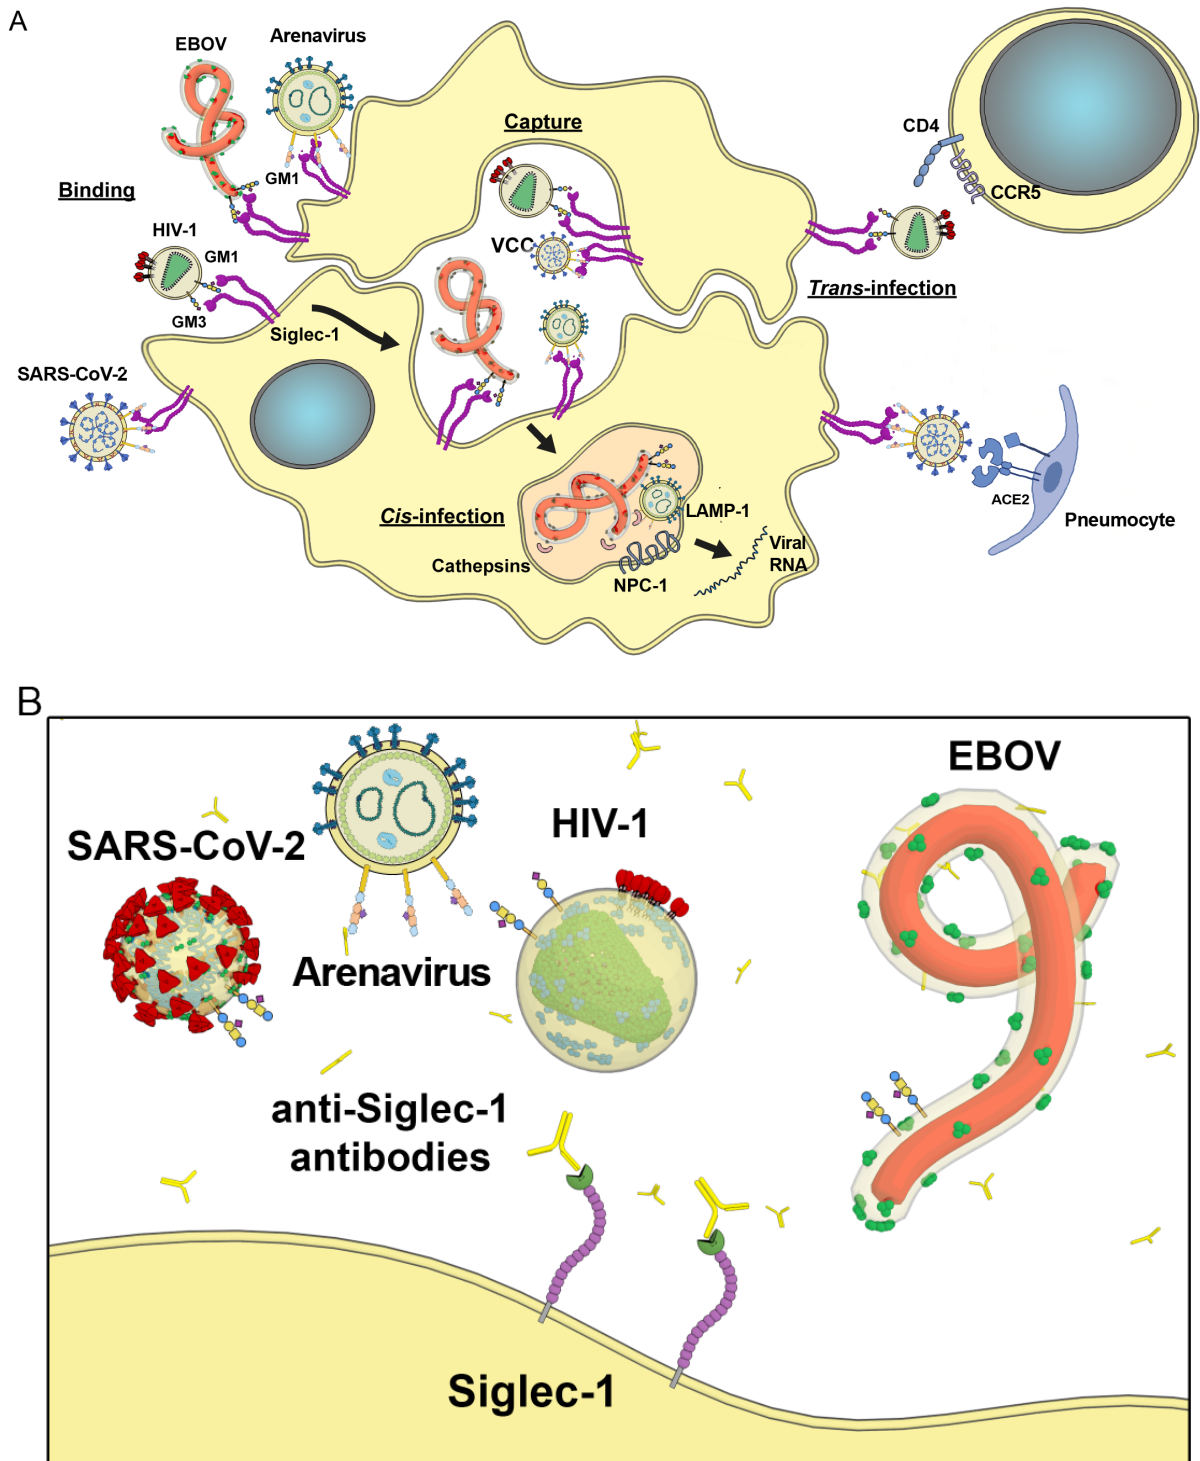 A
EBOV
Arenavirus
Capture
CD4
GM1
Binding
CCR5
HIV-1
VCC
GM1
Trans-infection
GM3
Siglec-1
SARS-CoV-2
ACE2
LAMP-1
Cis-infection
Pneumocyte
Viral
RNA
Cathepsins
NPC-1
B
EBOV
HIV-1
SARS-CoV-2
Arenavirus
anti-Siglec-1
antibodies
Siglec-1